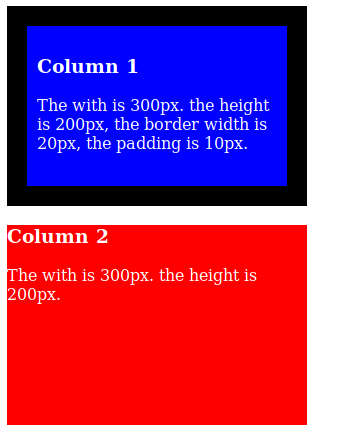 Column 1
The with is 300px. the height
is 200px, the border width is
20px, the padding is 10px.
Column 2
The with is 300px. the height is
200px.